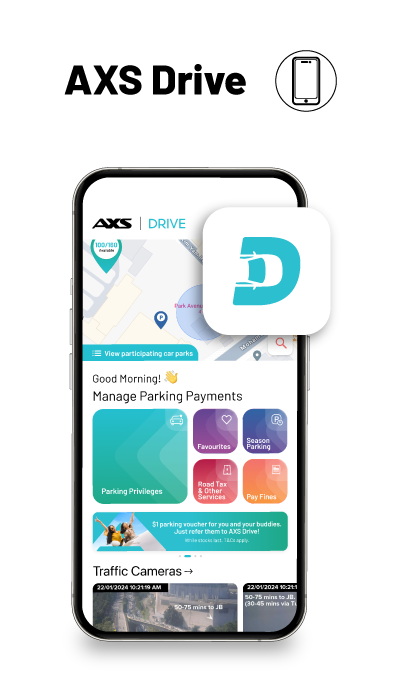 AXS Drive
AXS | DRIVE
100/100
Available
Park Avenue
P
View participating car parks
Good Morning! 👋
Manage Parking Payments
Parking Privileges
Favourites
Season
Parking
Road Tax
& Other
Services
Pay Fines
$1 parking voucher for you and your buddies.
Just refer them to AXS Drive!
While stocks last. T&Cs apply.
Traffic Cameras →
22/01/2024 10:21:19 AM
50-75 mins to JB
22/01/2024 10:21:1
50-75 mins to JB.
(30-45 mins via Tu